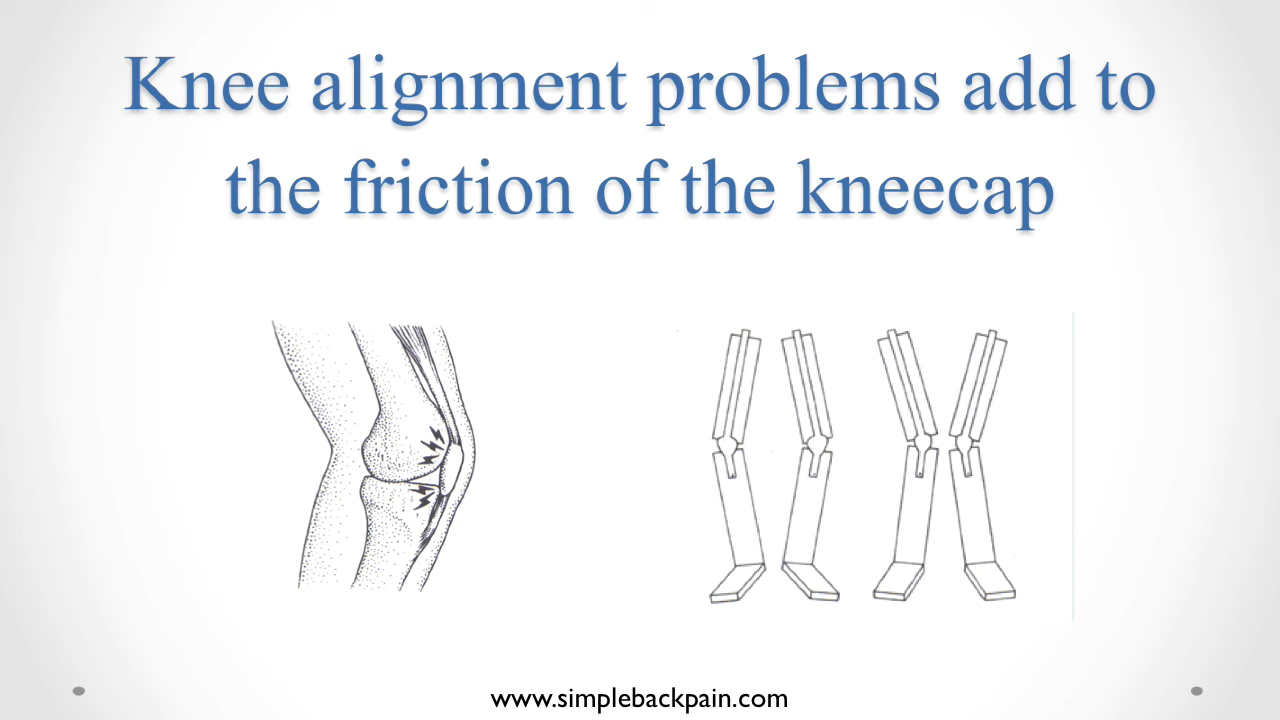 Knee alignment problems add to
the friction of the kneecap
www.simplebackpain.com